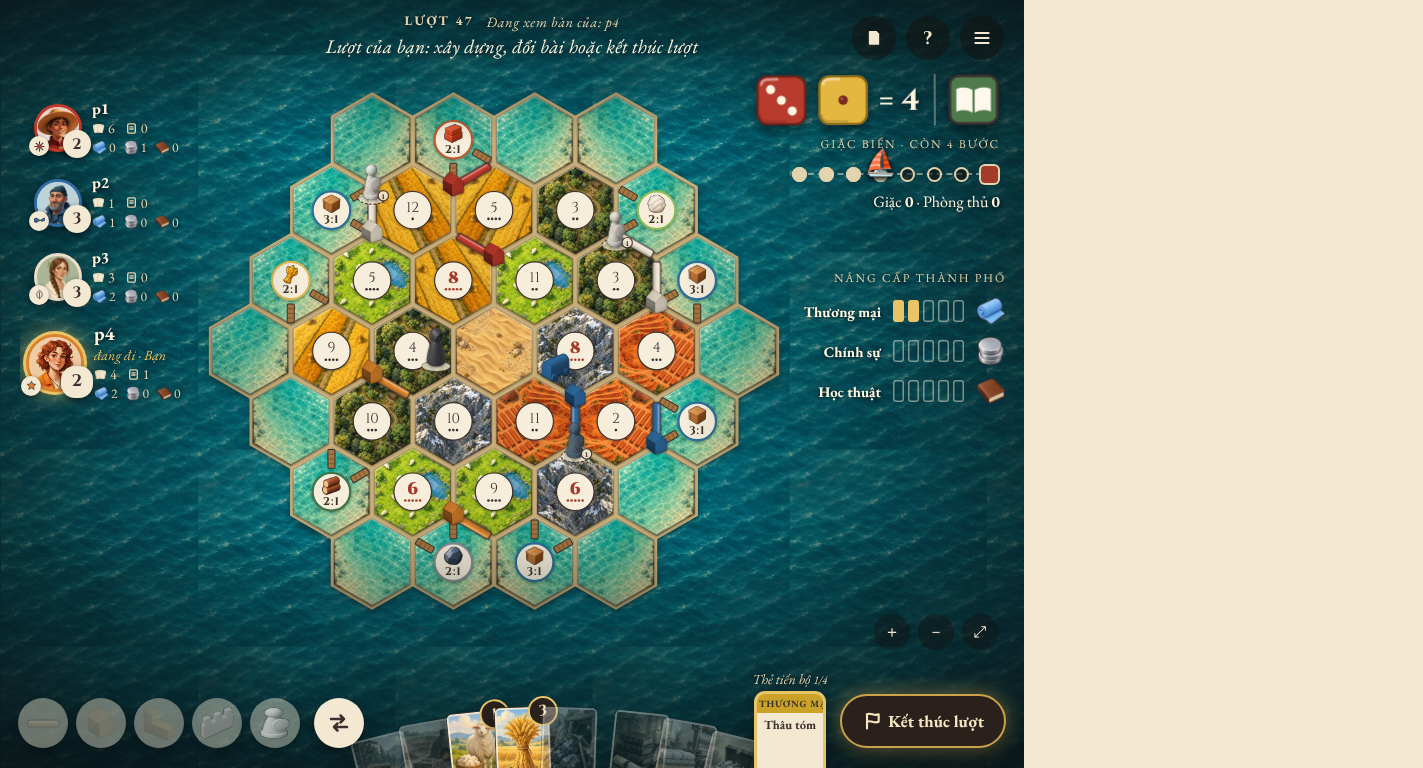 LƯỢT 47 Đang xem bàn của: p4
Lượt của bạn: xây dựng, đổi bài hoặc kết thúc lượt
?
= 4
GIẶC BIỂN · CÒN 4 BƯỚC
Giặc 0 · Phòng thủ 0
p1
6 0
2
0 1 0
p2
1 0
3
1 0 0
p3
3 0
3
2 0 0
p4
đang đi · Bạn
4 1
2
2 0 0
NÂNG CẤP THÀNH PHỐ
Thương mại
Chính sự
Học thuật
2:1
3:1
1
12
5
3
2:1
1
2:1
5
8
11
3
3:1
9
4
8
4
10
10
11
2
3:1
1
2:1
6
9
6
2:1
3:1
+
−
Thẻ tiến bộ 1/4
THƯƠNG MẠ
Thâu tóm
3
Kết thúc lượt